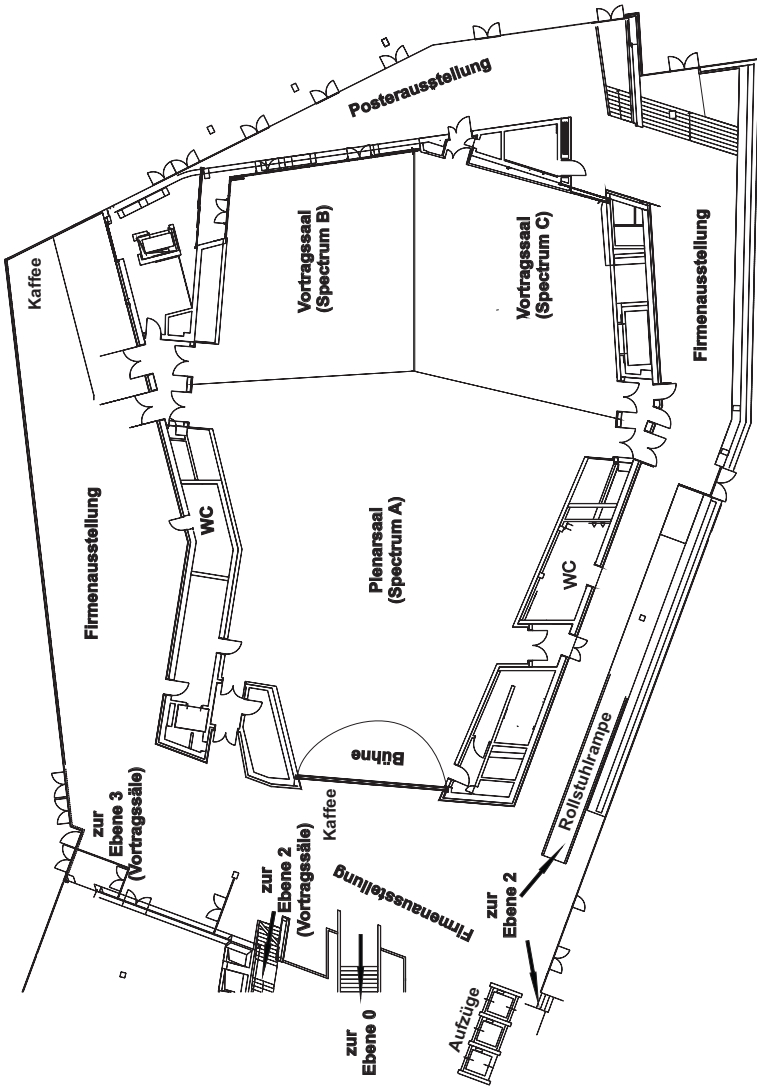 Posterausstellung
Kaffee
Vortragssaal
(Spectrum B)
Vortragssaal
(Spectrum C)
Firmenausstellung
Firmenausstellung
WC
Plenarsaal
(Spectrum A)
WC
Bühne
Kaffee
Rollstuhlrampe
zur
Ebene 3
(Vortragssäle)
zur
Ebene 2
(Vortragssäle)
Firmenausstellung
zur
Ebene 2
zur
Ebene 0
Aufzüge